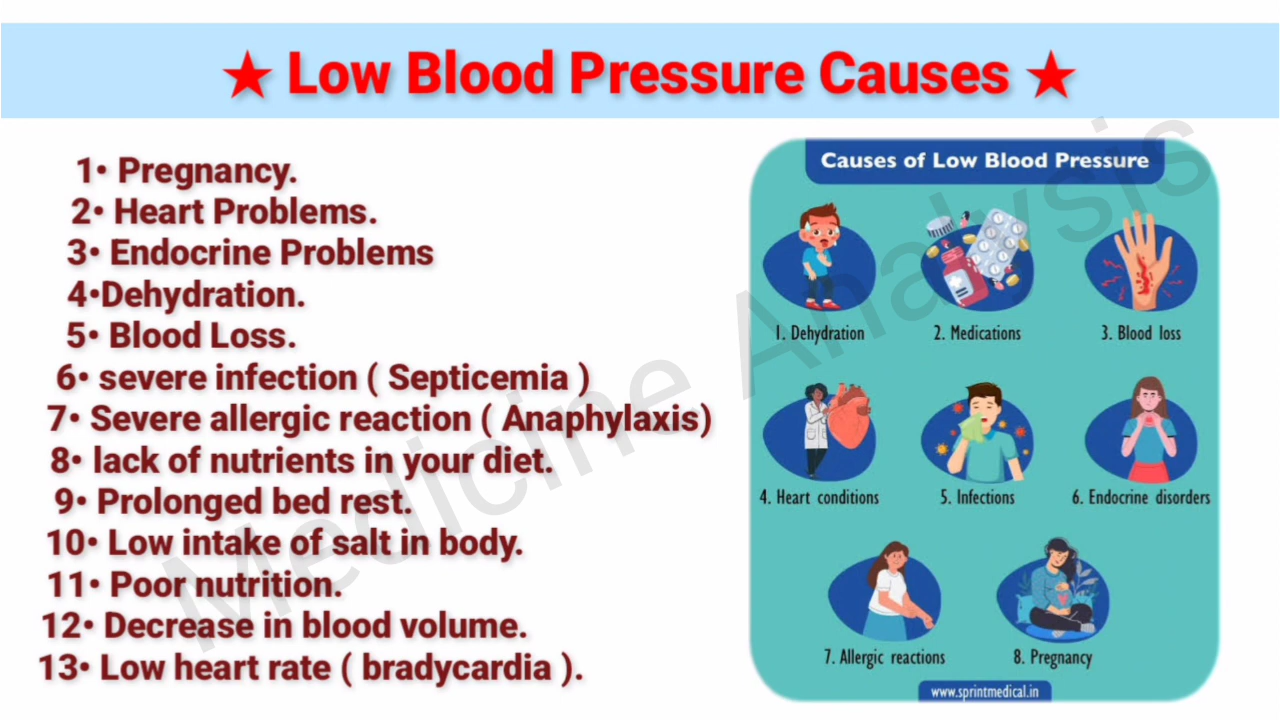 ★ Low Blood Pressure Causes ★
1• Pregnancy.
2• Heart Problems.
3• Endocrine Problems
4•Dehydration.
5• Blood Loss.
6• severe infection ( Septicemia )
7• Severe allergic reaction ( Anaphylaxis)
8• lack of nutrients in your diet.
9• Prolonged bed rest.
10• Low intake of salt in body.
11• Poor nutrition.
12• Decrease in blood volume.
13• Low heart rate ( bradycardia ).
Causes of Low Blood Pressure
1. Dehydration
2. Medications
3. Blood loss
4. Heart conditions
5. Infections
6. Endocrine disorders
7. Allergic reactions
8. Pregnancy
www.sprintmedical.in
Medicine Analysis